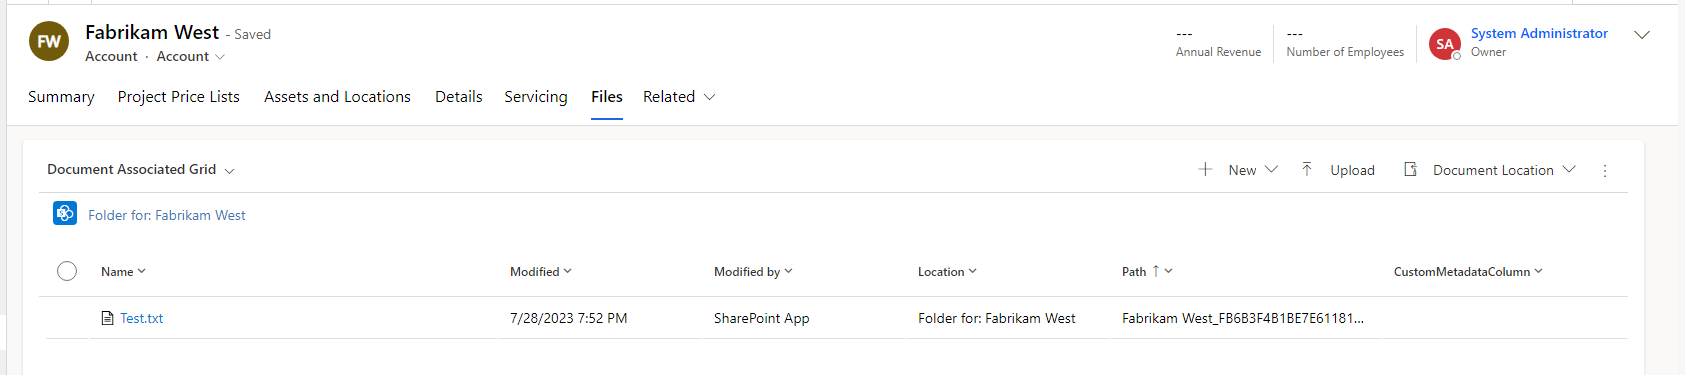 FW
Fabrikam West - Saved
Account · Account
---
Annual Revenue
---
Number of Employees
SA
System Administrator
Owner
Summary Project Price Lists Assets and Locations Details Servicing Files Related
Document Associated Grid
New Upload Document Location
Folder for: Fabrikam West
Name Modified Modified by Location Path ↑ CustomMetadataColumn
Test.txt 7/28/2023 7:52 PM SharePoint App Folder for: Fabrikam West Fabrikam West_FB6B3F4B1BE7E61181...